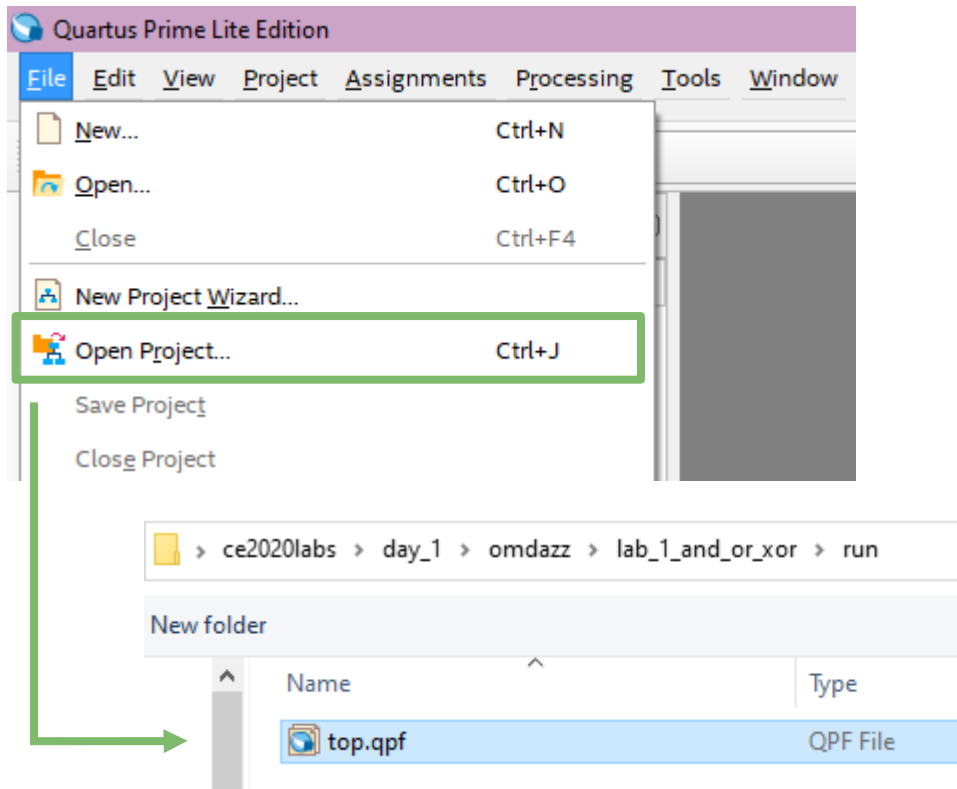 Quartus Prime Lite Edition
File Edit View Project Assignments Processing Tools Window
New... Ctrl+N
Open... Ctrl+O
Close Ctrl+F4
New Project Wizard...
Open Project... Ctrl+J
Save Project
Close Project
> ce2020labs > day_1 > omdazz > lab_1_and_or_xor > run
New folder
Name Type
top.qpf QPF File